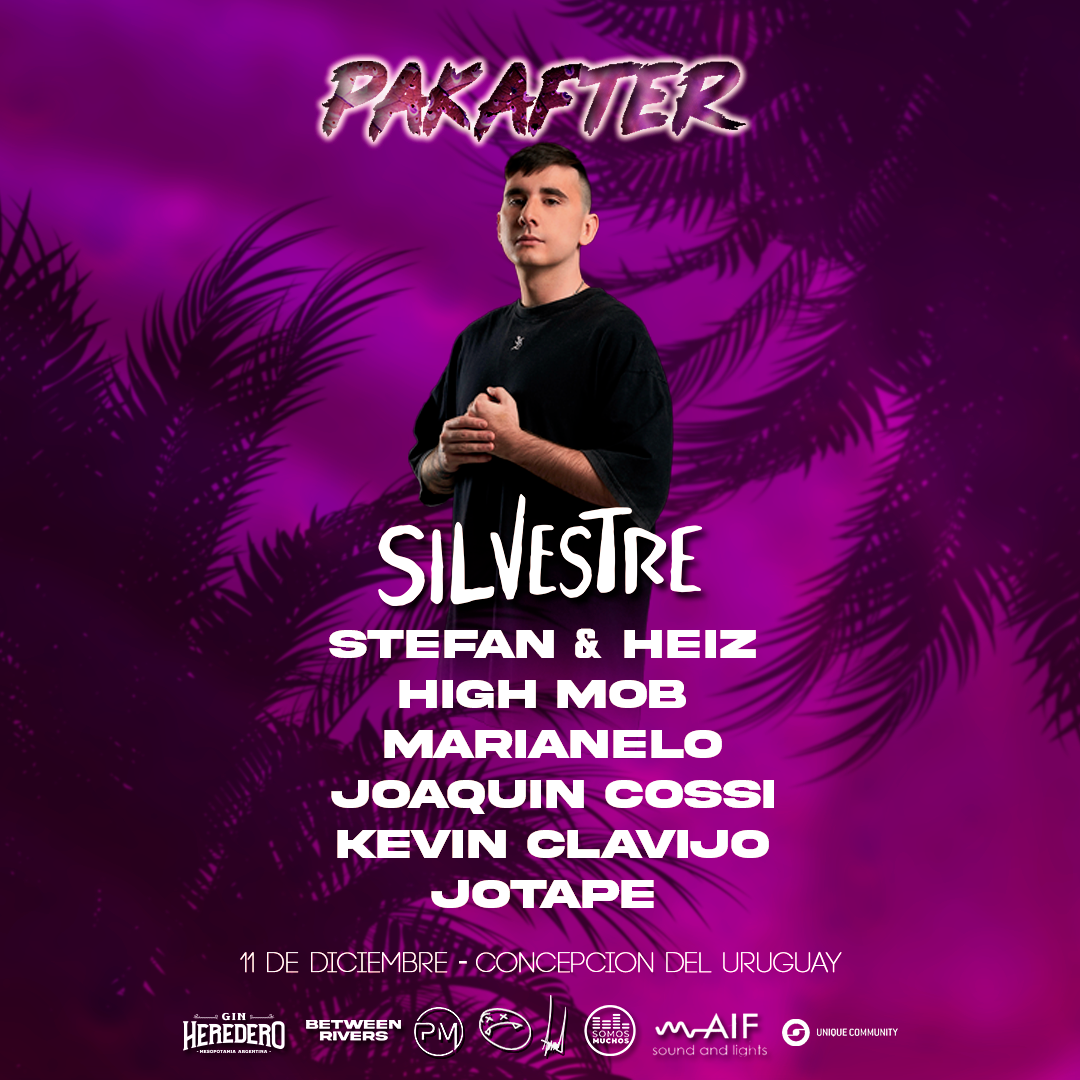 PAKAFTER
SILVESTRE
STEFAN & HEIZ
HIGH MOB
MARIANELO
JOAQUIN COSSI
KEVIN CLAVIJO
JOTAPE
11 DE DICIEMBRE - CONCEPCION DEL URUGUAY
GIN
HEREDERO
- MESOPOTAMIA ARGENTINA -
BETWEEN
RIVERS
PM
SOMOS
MUCHOS
AIF
sound and lights
UNIQUE COMMUNITY